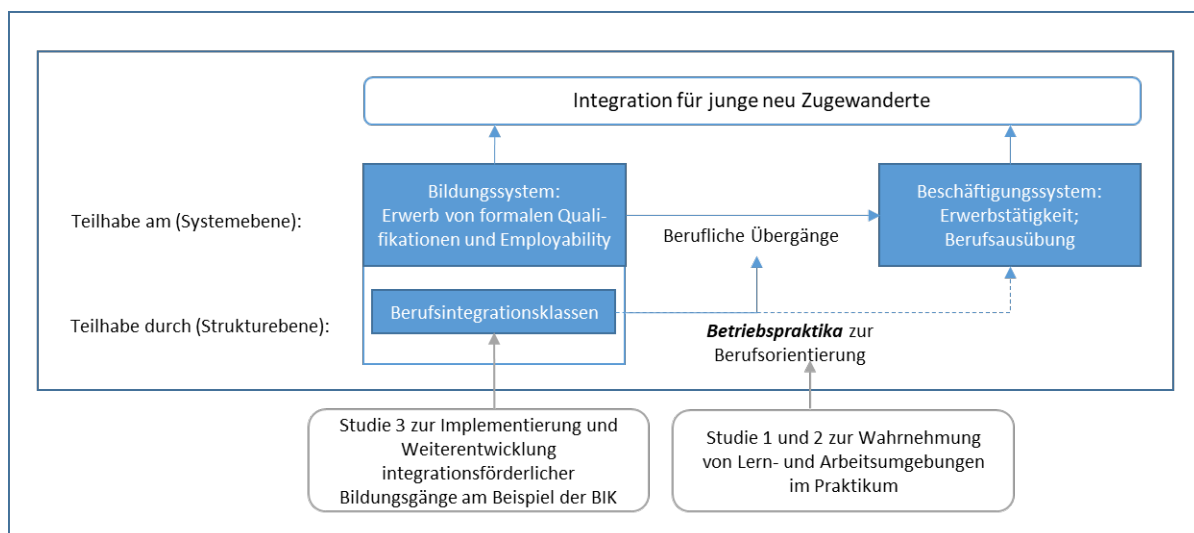 Integration für junge neu Zugewanderte
Teilhabe am (Systemebene):
Bildungssystem:
Erwerb von formalen Quali-
fikationen und Employability
Berufliche Übergänge
Beschäftigungssystem:
Erwerbstätigkeit;
Berufsausübung
Teilhabe durch (Strukturebene):
Berufsintegrationsklassen
Betriebspraktika zur
Berufsorientierung
Studie 3 zur Implementierung und
Weiterentwicklung
integrationsförderlicher
Bildungsgänge am Beispiel der BIK
Studie 1 und 2 zur Wahrnehmung
von Lern- und Arbeitsumgebungen
im Praktikum